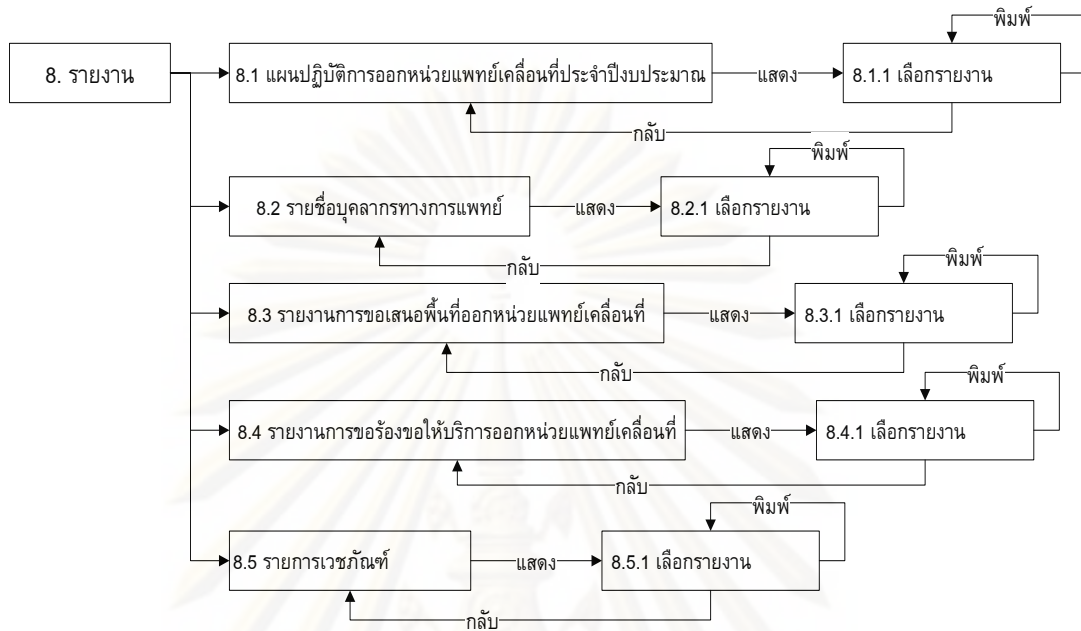 พิมพ์
8. รายงาน
8.1 แผนปฏิบัติการออกหน่วยแพทย์เคลื่อนที่ประจำปีงบประมาณ
แสดง
8.1.1 เลือกรายงาน
กลับ
พิมพ์
8.2 รายชื่อบุคลากรทางการแพทย์
แสดง
8.2.1 เลือกรายงาน
กลับ
พิมพ์
8.3 รายงานการขอเสนอพื้นที่ออกหน่วยแพทย์เคลื่อนที่
แสดง
8.3.1 เลือกรายงาน
กลับ
พิมพ์
8.4 รายงานการขอร้องขอให้บริการออกหน่วยแพทย์เคลื่อนที่
แสดง
8.4.1 เลือกรายงาน
กลับ
พิมพ์
8.5 รายการเวชภัณฑ์
แสดง
8.5.1 เลือกรายงาน
กลับ